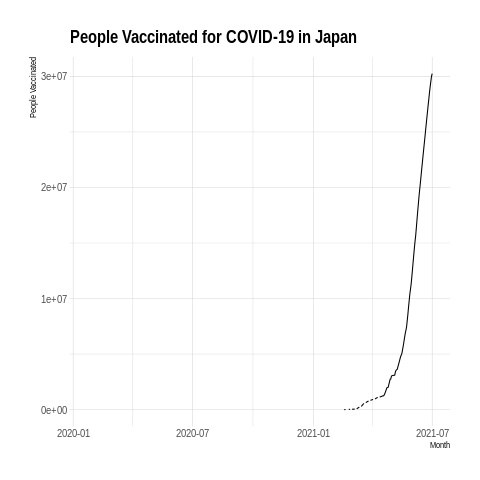 People Vaccinated for COVID-19 in Japan
People Vaccinated
3e+07
2e+07
1e+07
0e+00
2020-01
2020-07
2021-01
2021-07
Month